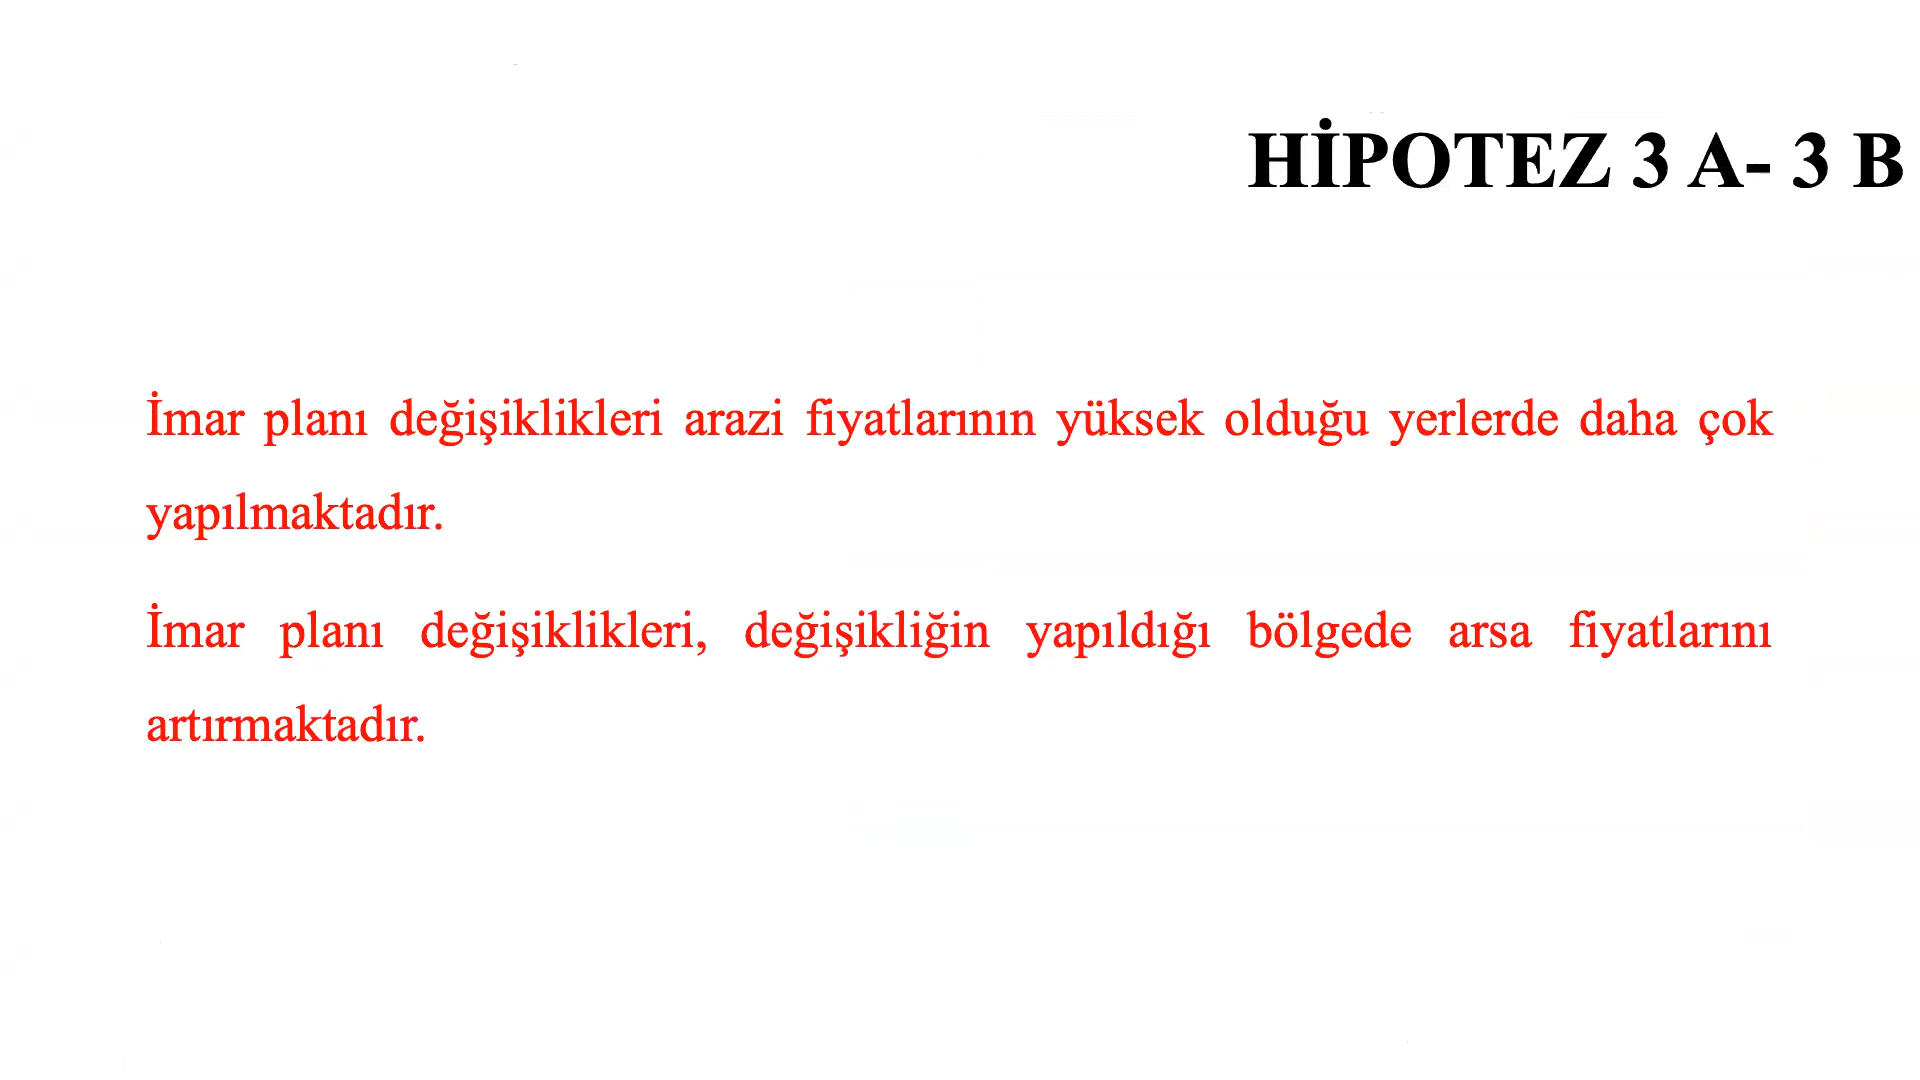 HİPOTEZ 3 A- 3 B
İmar planı değişiklikleri arazi fiyatlarının yüksek olduğu yerlerde daha çok
yapılmaktadır.
İmar planı değişiklikleri, değişikliğin yapıldığı bölgede arsa fiyatlarını
artırmaktadır.